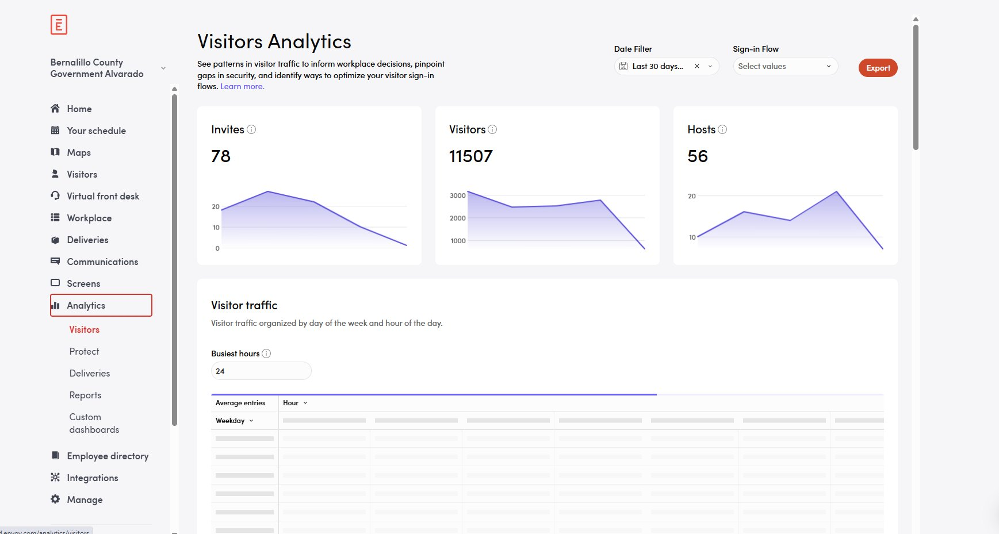 Bernalillo County
Government Alvarado
Home
Your schedule
Maps
Visitors
Virtual front desk
Workplace
Deliveries
Communications
Screens
Analytics
Visitors
Protect
Deliveries
Reports
Custom
dashboards
Employee directory
Integrations
Manage
Visitors Analytics
See patterns in visitor traffic to inform workplace decisions, pinpoint
gaps in security, and identify ways to optimize your visitor sign-in
flows. Learn more.
Date Filter
Last 30 days...
Sign-in Flow
Select values
Export
Invites
78
20
10
0
Visitors
11507
3000
2000
1000
Hosts
56
20
10
Visitor traffic
Visitor traffic organized by day of the week and hour of the day.
Busiest hours
24
Average entries
Hour
Weekday
envoy.com/analytics/visitors